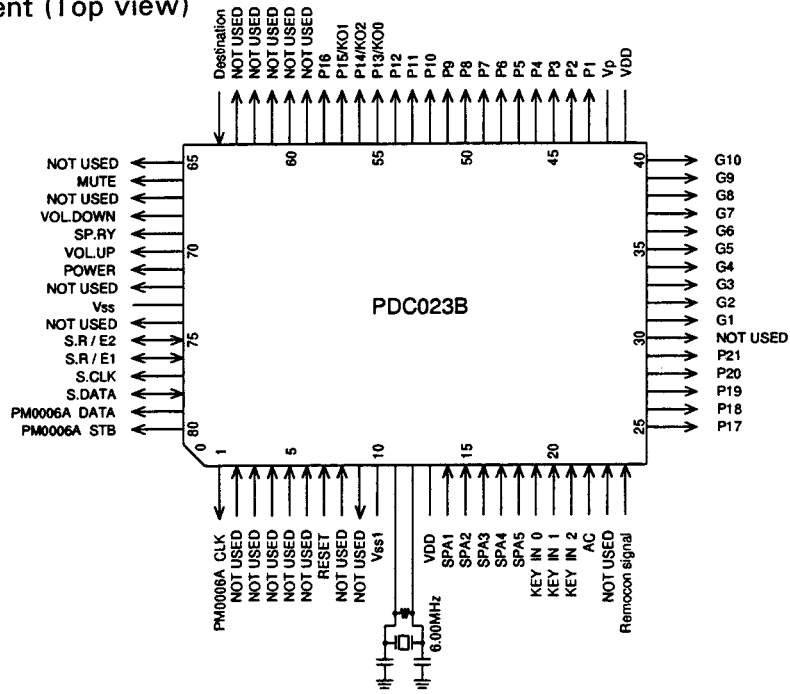 ent (Top view)
Destination
NOT USED
NOT USED
NOT USED
NOT USED
NOT USED
P16
P15/KO1
P14/KO2
P13/KO0
P12
P11
P10
P9
P8
P7
P6
P5
P4
P3
P2
P1
Vp
VDD
65
60
55
50
45
40
NOT USED
MUTE
NOT USED
VOL.DOWN
SP.RY
VOL.UP
POWER
NOT USED
Vss
NOT USED
S.R / E2
S.R / E1
S.CLK
S.DATA
PM0006A DATA
PM0006A STB
70
75
80
PDC023B
G10
G9
G8
G7
G6
G5
G4
G3
G2
G1
NOT USED
P21
P20
P19
P18
P17
35
30
25
0
1
5
10
15
20
PM0006A CLK
NOT USED
NOT USED
NOT USED
NOT USED
NOT USED
RESET
NOT USED
NOT USED
Vss1
VDD
SPA1
SPA2
SPA3
SPA4
SPA5
KEY IN 0
KEY IN 1
KEY IN 2
AC
NOT USED
Remocon signal
6.00MHz